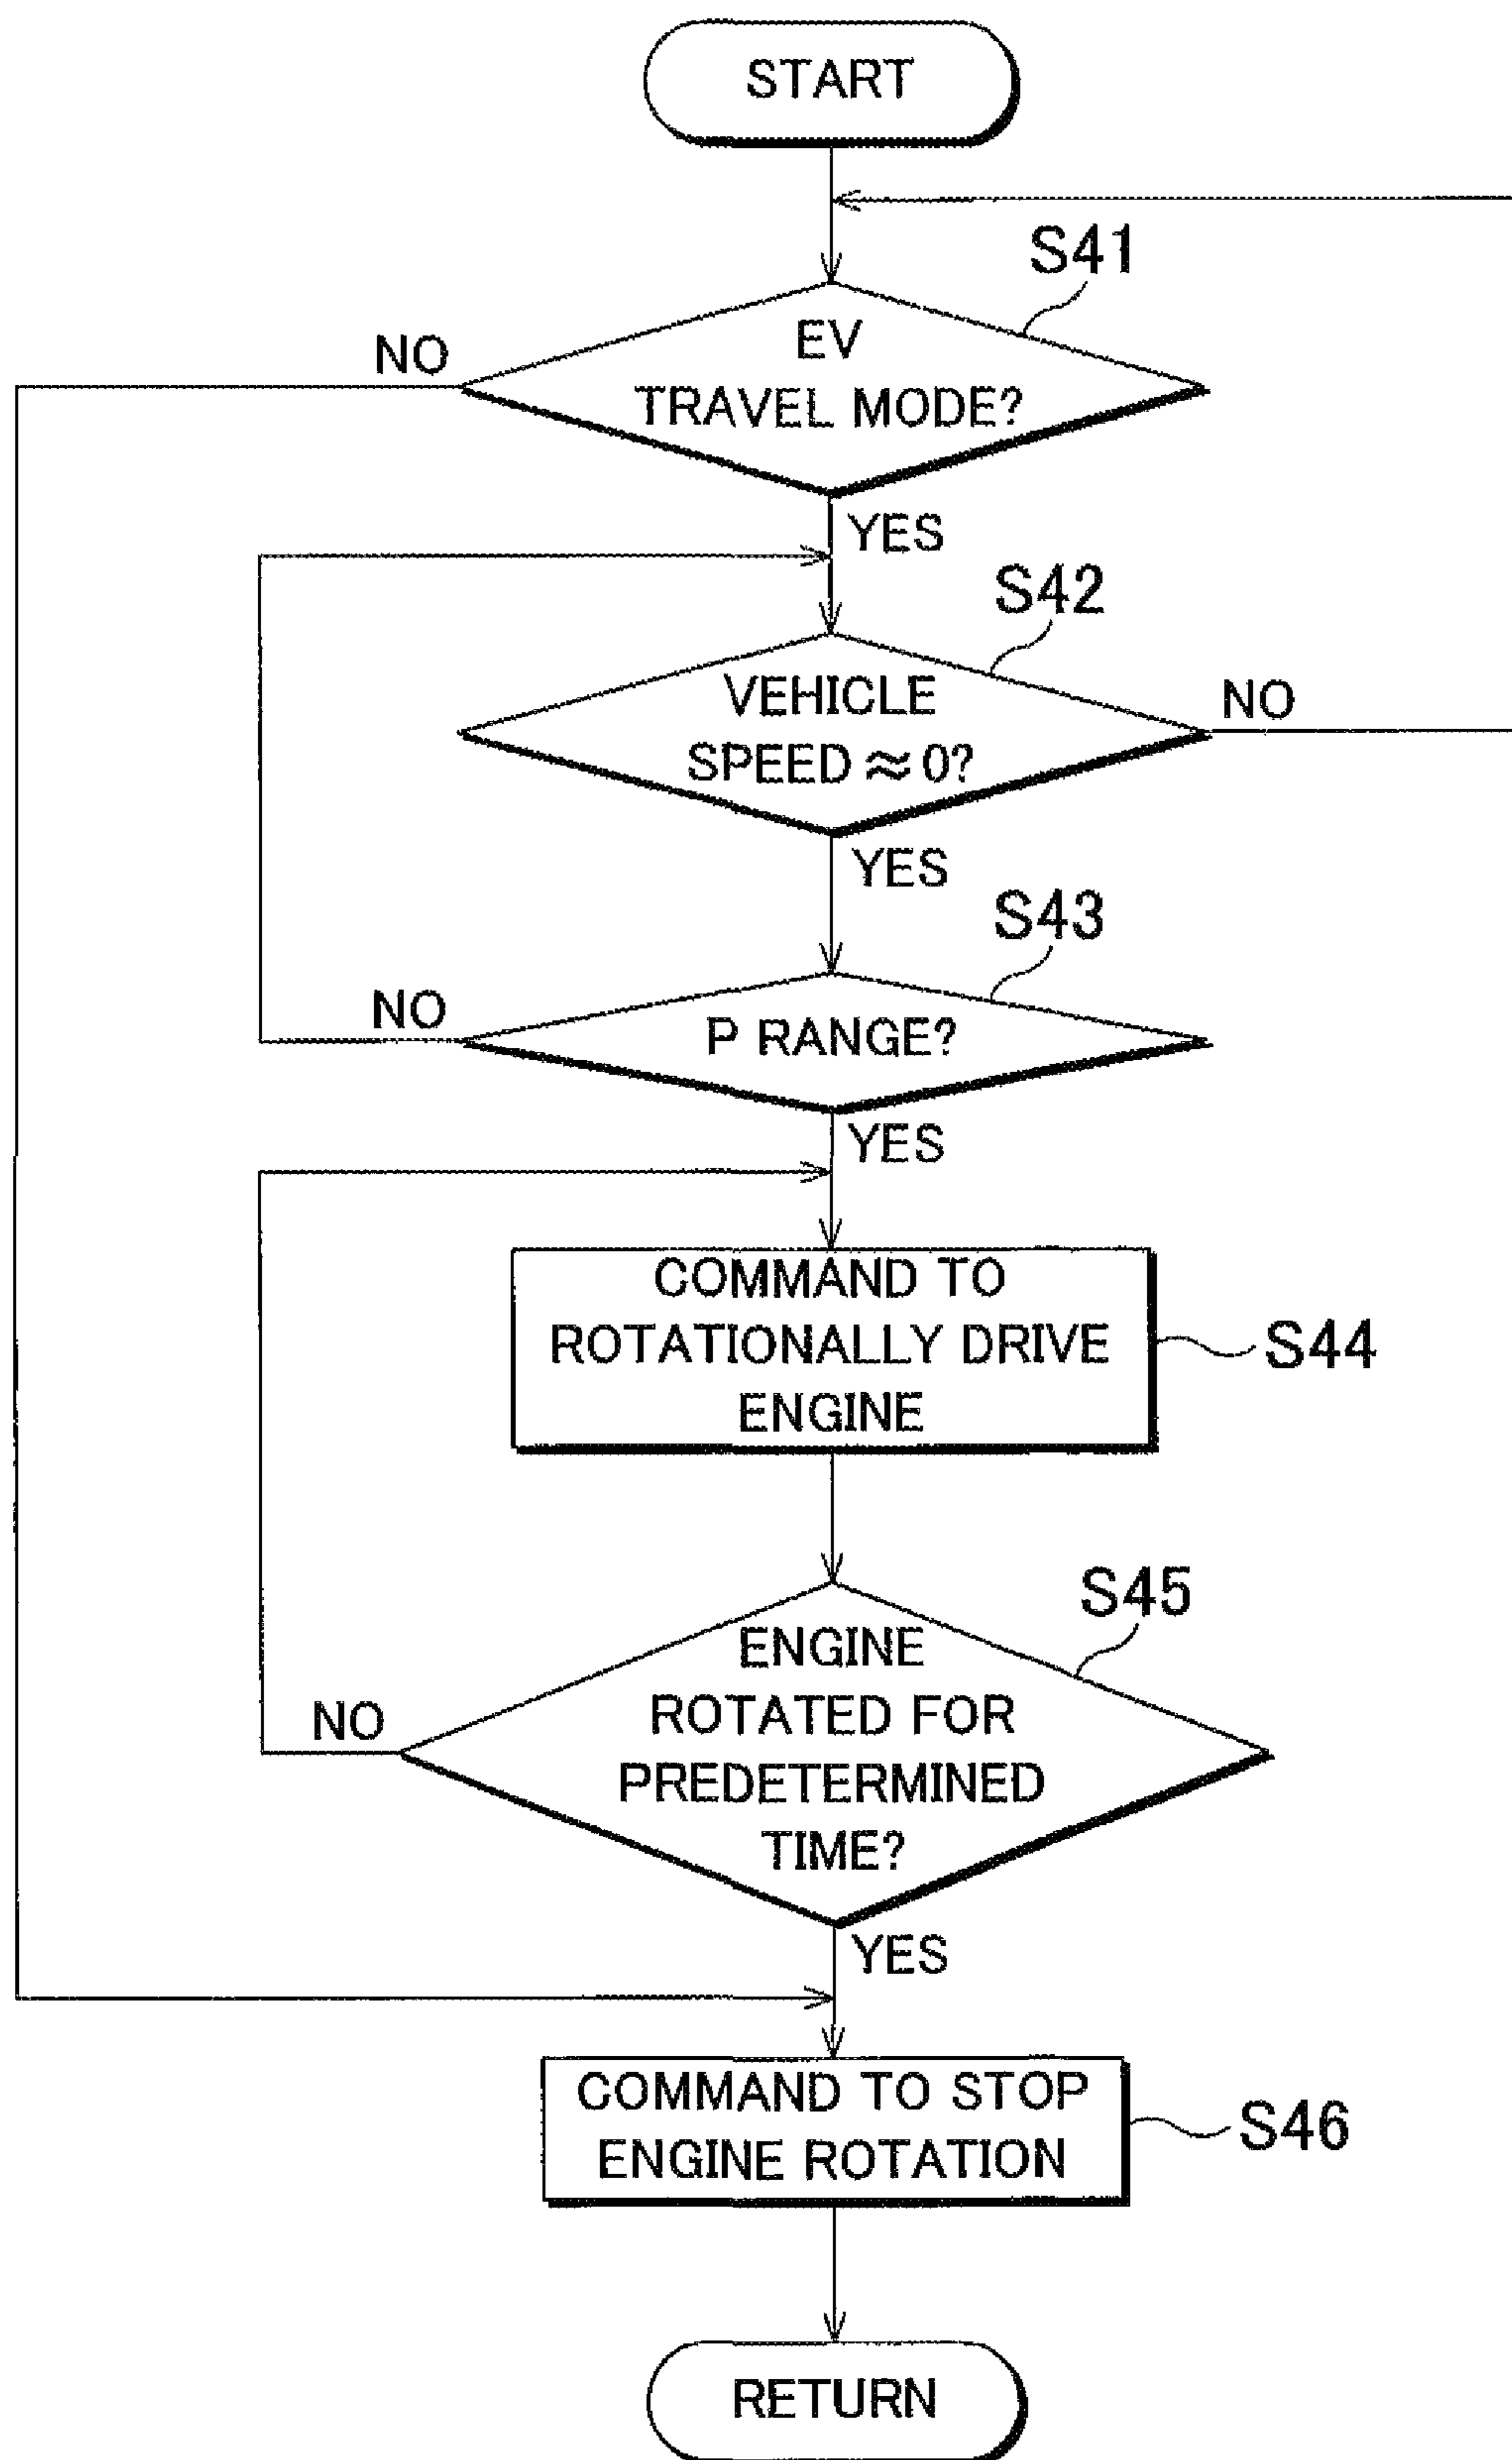 START
S41
NO
EV
TRAVEL MODE?
YES
S42
VEHICLE
NO
SPEED ≈ 0?
YES
S43
NO
P RANGE?
YES
COMMAND TO
ROTATIONALLY DRIVE
ENGINE
S44
S45
ENGINE
ROTATED FOR
NO
PREDETERMINED
TIME?
YES
COMMAND TO STOP
ENGINE ROTATION
S46
RETURN